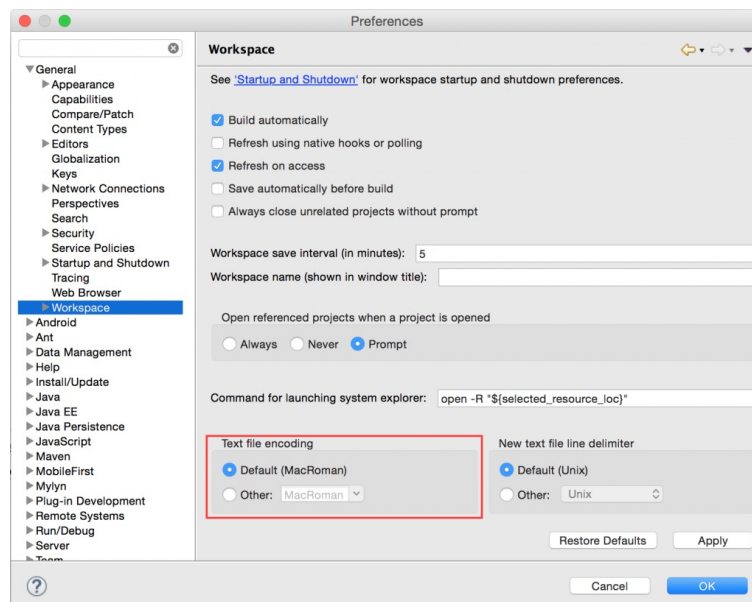 Preferences
General
Appearance
Capabilities
Compare/Patch
Content Types
Editors
Globalization
Keys
Network Connections
Perspectives
Search
Security
Service Policies
Startup and Shutdown
Tracing
Web Browser
Workspace
Android
Ant
Data Management
Help
Install/Update
Java
Java EE
Java Persistence
JavaScript
Maven
MobileFirst
Mylyn
Plug-in Development
Remote Systems
Run/Debug
Server
Team
Workspace
See 'Startup and Shutdown' for workspace startup and shutdown preferences.
Build automatically
Refresh using native hooks or polling
Refresh on access
Save automatically before build
Always close unrelated projects without prompt
Workspace save interval (in minutes): 5
Workspace name (shown in window title):
Open referenced projects when a project is opened
Always Never Prompt
Command for launching system explorer: open -R "${selected_resource_loc}"
Text file encoding
Default (MacRoman)
Other: MacRoman
New text file line delimiter
Default (Unix)
Other: Unix
Restore Defaults Apply
? Cancel OK